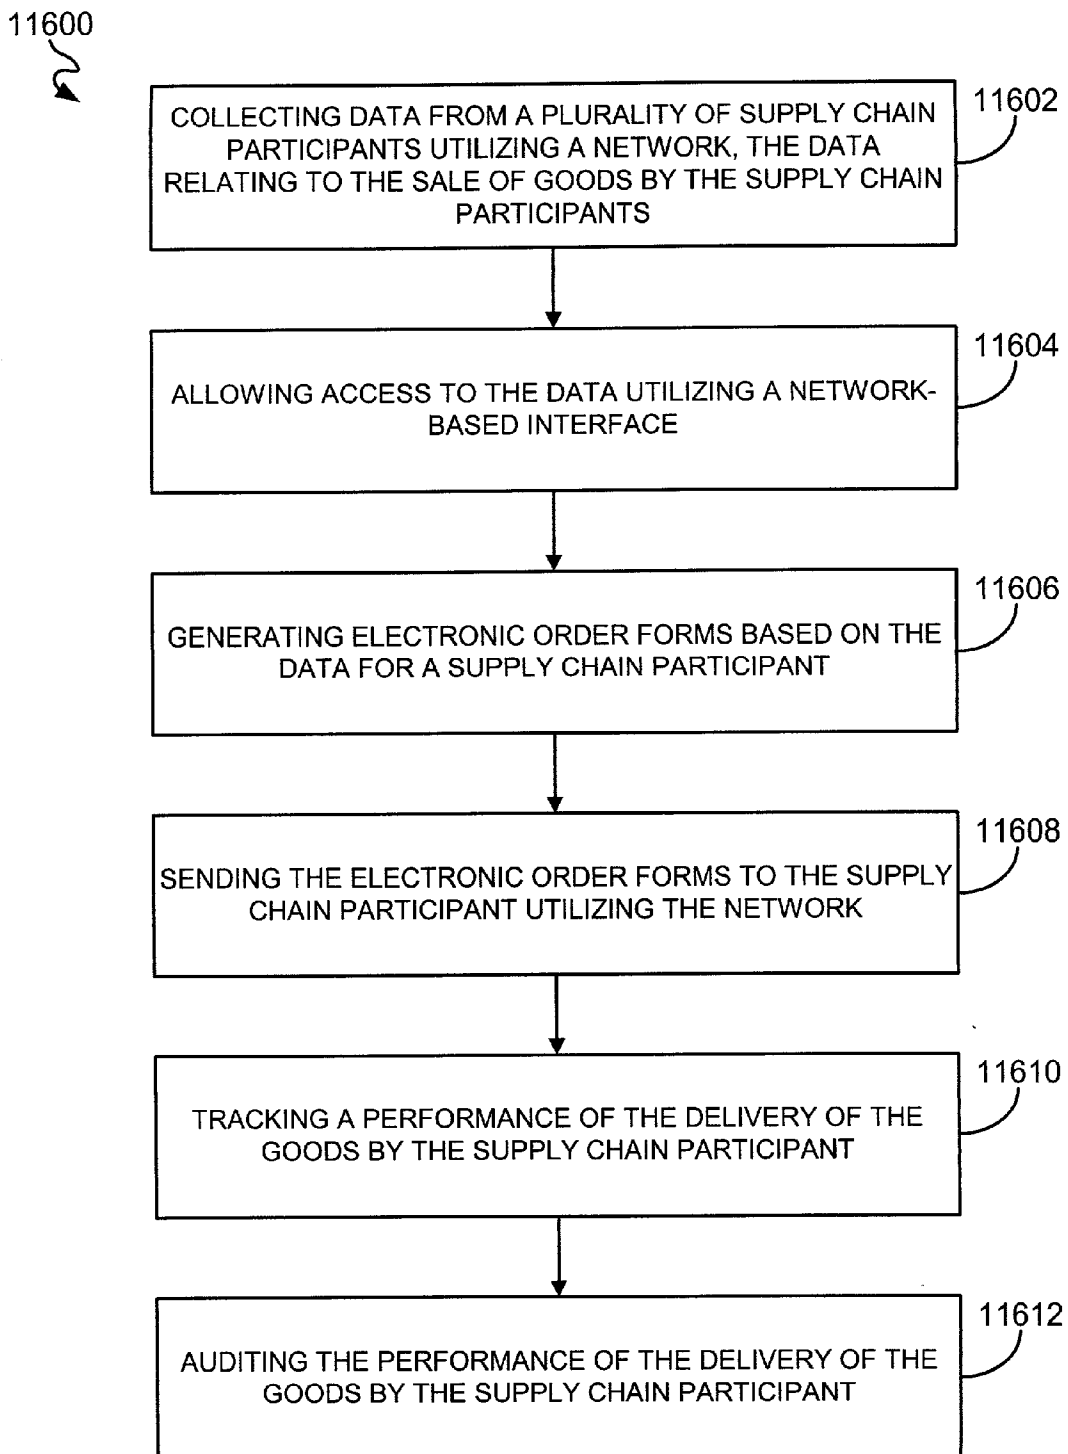 11600
COLLECTING DATA FROM A PLURALITY OF SUPPLY CHAIN
PARTICIPANTS UTILIZING A NETWORK, THE DATA
RELATING TO THE SALE OF GOODS BY THE SUPPLY CHAIN
PARTICIPANTS
11602
ALLOWING ACCESS TO THE DATA UTILIZING A NETWORK-
BASED INTERFACE
11604
GENERATING ELECTRONIC ORDER FORMS BASED ON THE
DATA FOR A SUPPLY CHAIN PARTICIPANT
11606
SENDING THE ELECTRONIC ORDER FORMS TO THE SUPPLY
CHAIN PARTICIPANT UTILIZING THE NETWORK
11608
TRACKING A PERFORMANCE OF THE DELIVERY OF THE
GOODS BY THE SUPPLY CHAIN PARTICIPANT
11610
AUDITING THE PERFORMANCE OF THE DELIVERY OF THE
GOODS BY THE SUPPLY CHAIN PARTICIPANT
11612